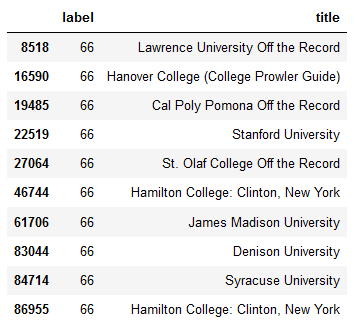 label title
8518 66 Lawrence University Off the Record
16590 66 Hanover College (College Prowler Guide)
19485 66 Cal Poly Pomona Off the Record
22519 66 Stanford University
27064 66 St. Olaf College Off the Record
46744 66 Hamilton College: Clinton, New York
61706 66 James Madison University
83044 66 Denison University
84714 66 Syracuse University
86955 66 Hamilton College: Clinton, New York